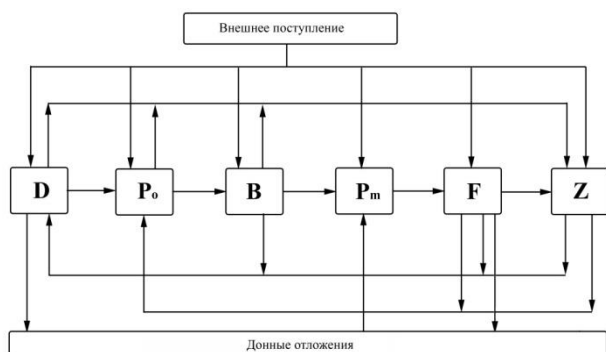 Внешнее поступление
D Pₒ B Pₘ F Z
Донные отложения